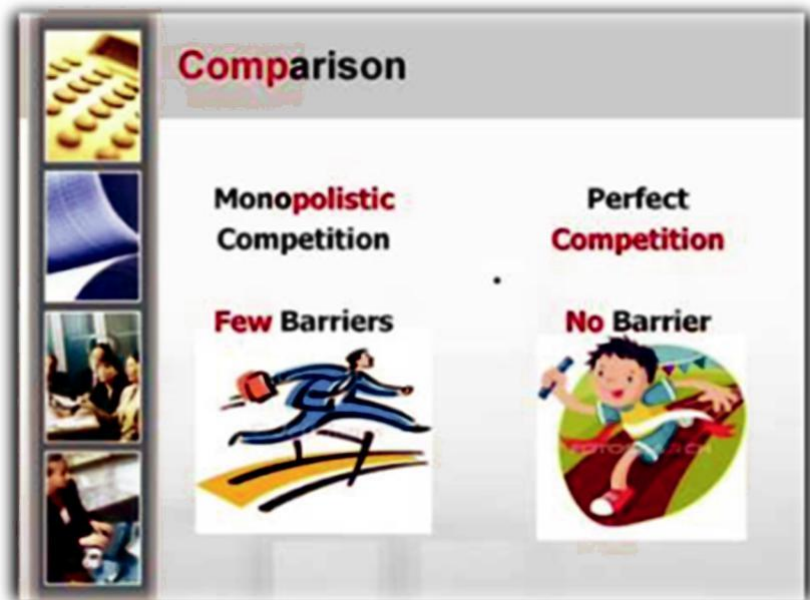 Comparison
Monopolistic
Competition
Few Barriers
Perfect
Competition
No Barrier